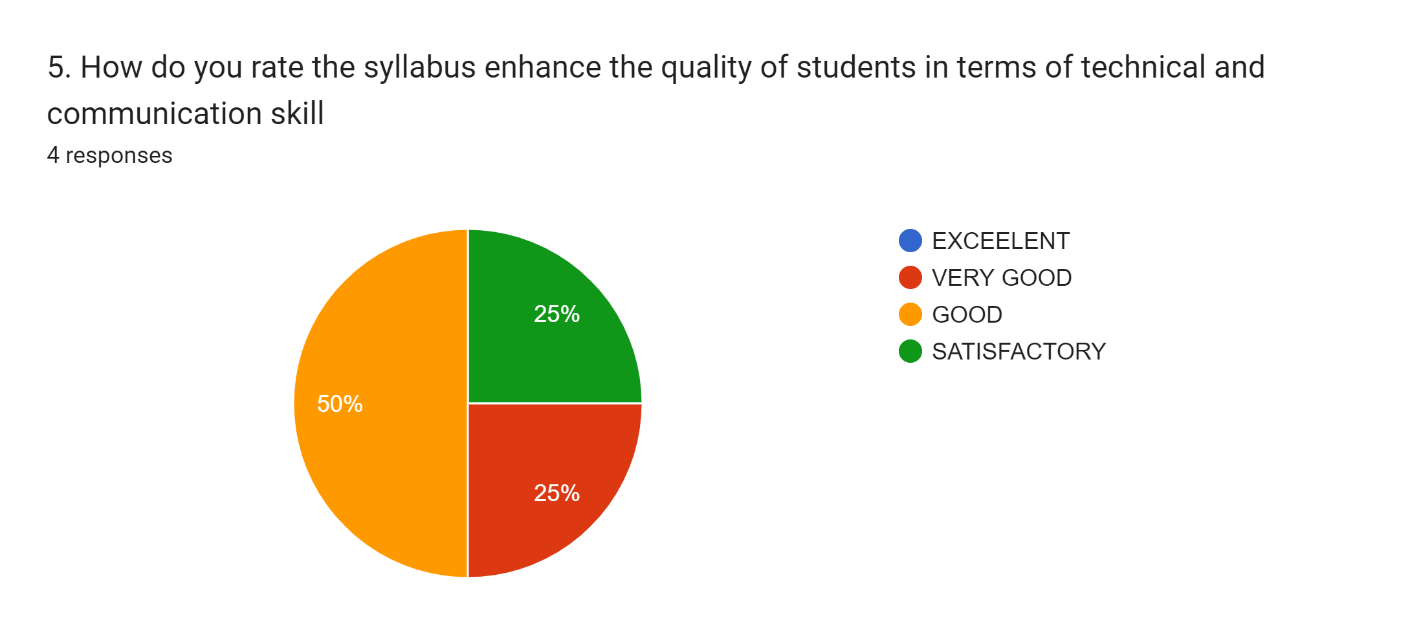 5. How do you rate the syllabus enhance the quality of students in terms of technical and
communication skill
4 responses
EXCEELENT
VERY GOOD
GOOD
SATISFACTORY
25%
50%
25%